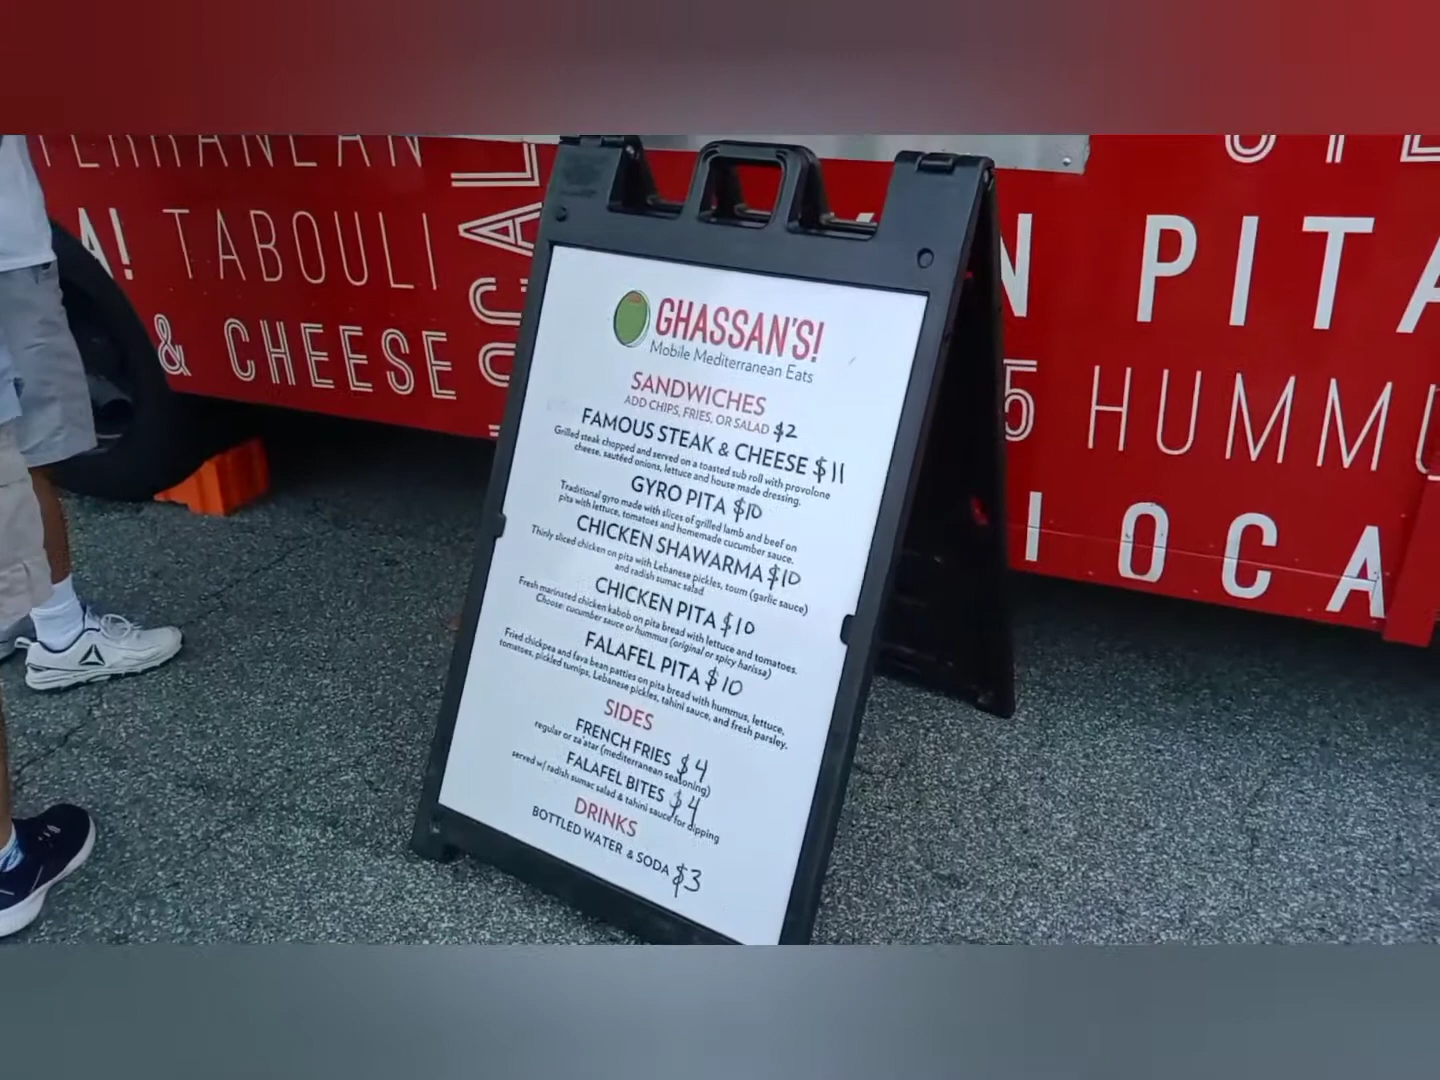 TERRANEAN
A! TABOULI
& CHEESE
LOCAL
N PITA
5 HUMMU
LOCA
GHASSAN'S!
Mobile Mediterranean Eats
SANDWICHES
ADD CHIPS, FRIES, OR SALAD $2
FAMOUS STEAK & CHEESE $11
Grilled steak chopped and served on a toasted sub roll with provolone
cheese, sautéed onions, lettuce and house made dressing.
GYRO PITA $10
Traditional gyro made with slices of grilled lamb and beef on
pita with lettuce, tomatoes and homemade cucumber sauce.
CHICKEN SHAWARMA $10
Thinly sliced chicken on pita with Lebanese pickles, toum (garlic sauce)
and radish sumac salad
CHICKEN PITA $10
Fresh marinated chicken kabob on pita bread with lettuce and tomatoes.
Choose: cucumber sauce or hummus (original or spicy harissa)
FALAFEL PITA $10
Fried chickpea and fava bean patties on pita bread with hummus, lettuce,
tomatoes, pickled turnips, Lebanese pickles, tahini sauce, and fresh parsley.
SIDES
FRENCH FRIES $4
regular or za'atar (mediterranean seasoning)
FALAFEL BITES $4
served w/ radish sumac salad & tahini sauce for dipping
DRINKS
BOTTLED WATER & SODA $3